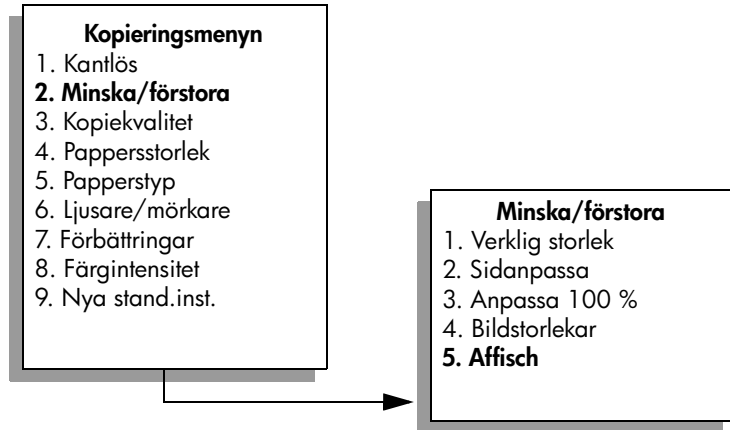 Kopieringsmenyn
1. Kantlös
2. Minska/förstora
3. Kopiekvalitet
4. Pappersstorlek
5. Papperstyp
6. Ljusare/mörkare
7. Förbättringar
8. Färgintensitet
9. Nya stand.inst.
Minska/förstora
1. Verklig storlek
2. Sidanpassa
3. Anpassa 100 %
4. Bildstorlekar
5. Affisch